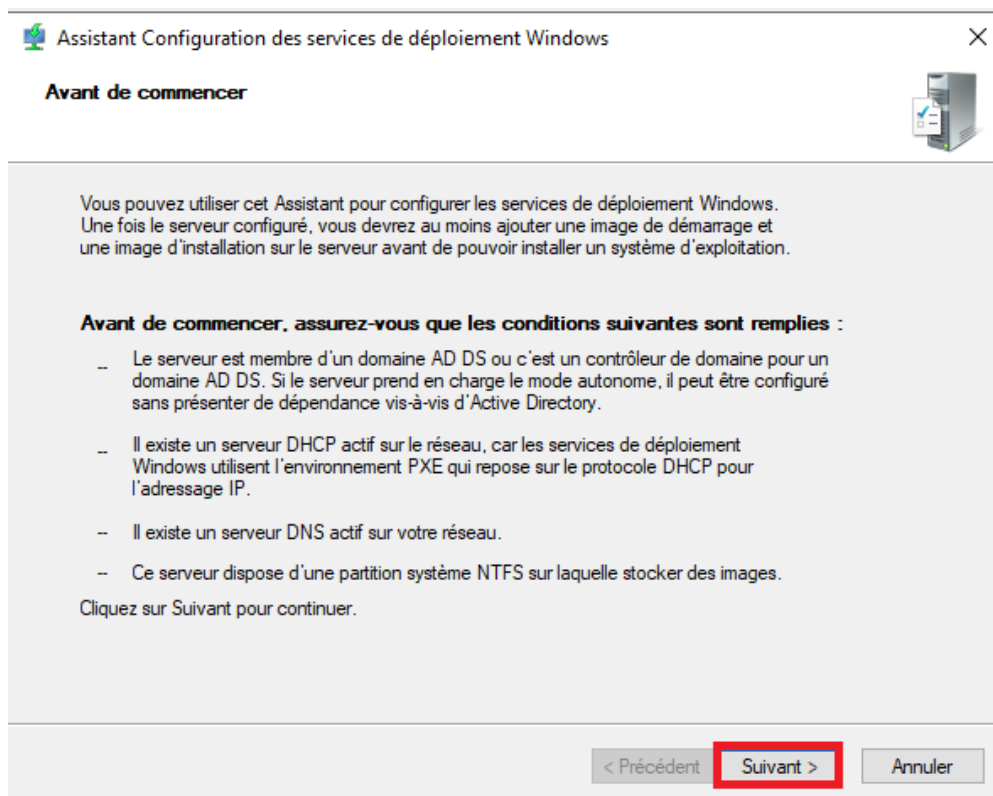 Assistant Configuration des services de déploiement Windows
Avant de commencer
Vous pouvez utiliser cet Assistant pour configurer les services de déploiement Windows.
Une fois le serveur configuré, vous devrez au moins ajouter une image de démarrage et
une image d'installation sur le serveur avant de pouvoir installer un système d'exploitation.
Avant de commencer, assurez-vous que les conditions suivantes sont remplies :
-- Le serveur est membre d'un domaine AD DS ou c'est un contrôleur de domaine pour un
domaine AD DS. Si le serveur prend en charge le mode autonome, il peut être configuré
sans présenter de dépendance vis-à-vis d'Active Directory.
-- Il existe un serveur DHCP actif sur le réseau, car les services de déploiement
Windows utilisent l'environnement PXE qui repose sur le protocole DHCP pour
l'adressage IP.
-- Il existe un serveur DNS actif sur votre réseau.
-- Ce serveur dispose d'une partition système NTFS sur laquelle stocker des images.
Cliquez sur Suivant pour continuer.
< Précédent Suivant > Annuler